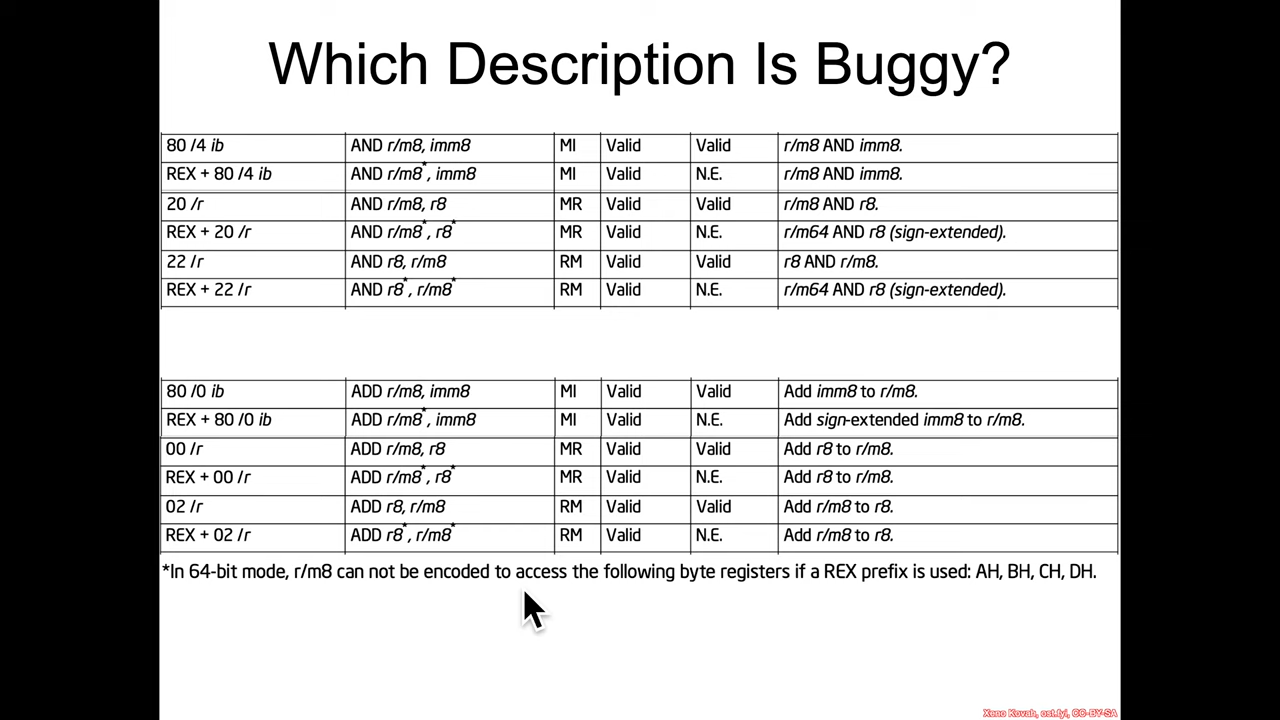 Which Description Is Buggy?
80 /4 ib AND r/m8, imm8 MI Valid Valid r/m8 AND imm8.
REX + 80 /4 ib AND r/m8*, imm8 MI Valid N.E. r/m8 AND imm8.
20 /r AND r/m8, r8 MR Valid Valid r/m8 AND r8.
REX + 20 /r AND r/m8*, r8* MR Valid N.E. r/m64 AND r8 (sign-extended).
22 /r AND r8, r/m8 RM Valid Valid r8 AND r/m8.
REX + 22 /r AND r8*, r/m8* RM Valid N.E. r/m64 AND r8 (sign-extended).
80 /0 ib ADD r/m8, imm8 MI Valid Valid Add imm8 to r/m8.
REX + 80 /0 ib ADD r/m8*, imm8 MI Valid N.E. Add sign-extended imm8 to r/m8.
00 /r ADD r/m8, r8 MR Valid Valid Add r8 to r/m8.
REX + 00 /r ADD r/m8*, r8* MR Valid N.E. Add r8 to r/m8.
02 /r ADD r8, r/m8 RM Valid Valid Add r/m8 to r8.
REX + 02 /r ADD r8*, r/m8* RM Valid N.E. Add r/m8 to r8.
*In 64-bit mode, r/m8 can not be encoded to access the following byte registers if a REX prefix is used: AH, BH, CH, DH.
Xeno Kovah, ost.fyi, CC-BY-SA